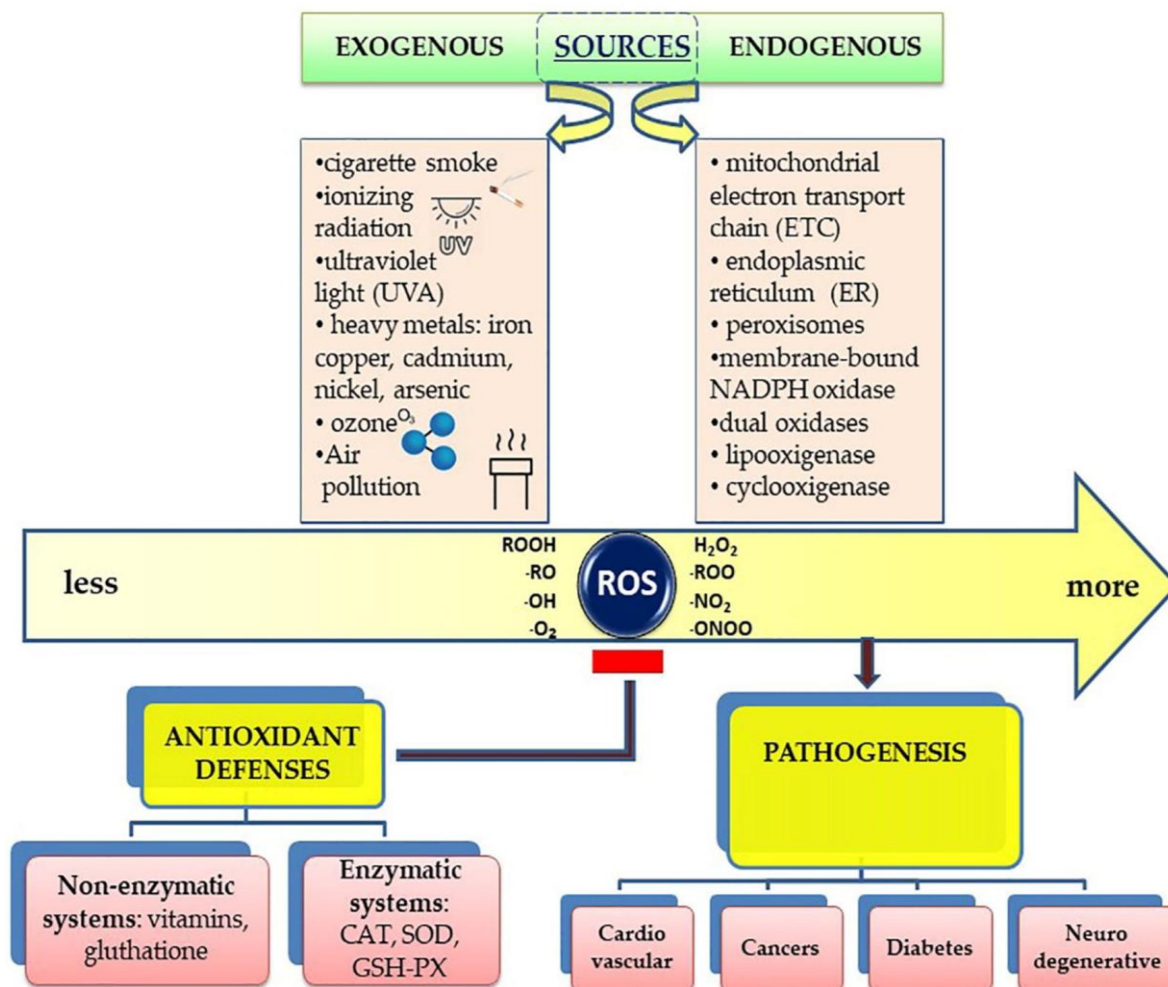 EXOGENOUS SOURCES ENDOGENOUS
•cigarette smoke
•ionizing
radiation
UV
•ultraviolet
light (UVA)
• heavy metals: iron
copper, cadmium,
nickel, arsenic
• ozone O₃
•Air
pollution
• mitochondrial
electron transport
chain (ETC)
• endoplasmic
reticulum (ER)
• peroxisomes
•membrane-bound
NADPH oxidase
•dual oxidases
• lipooxigenase
• cyclooxigenase
less
ROOH
·RO
·OH
·O₂
ROS
H₂O₂
·ROO
·NO₂
·ONOO
more
ANTIOXIDANT
DEFENSES
PATHOGENESIS
Non-enzymatic
systems: vitamins,
gluthatione
Enzymatic
systems:
CAT, SOD,
GSH-PX
Cardio
vascular
Cancers
Diabetes
Neuro
degenerative